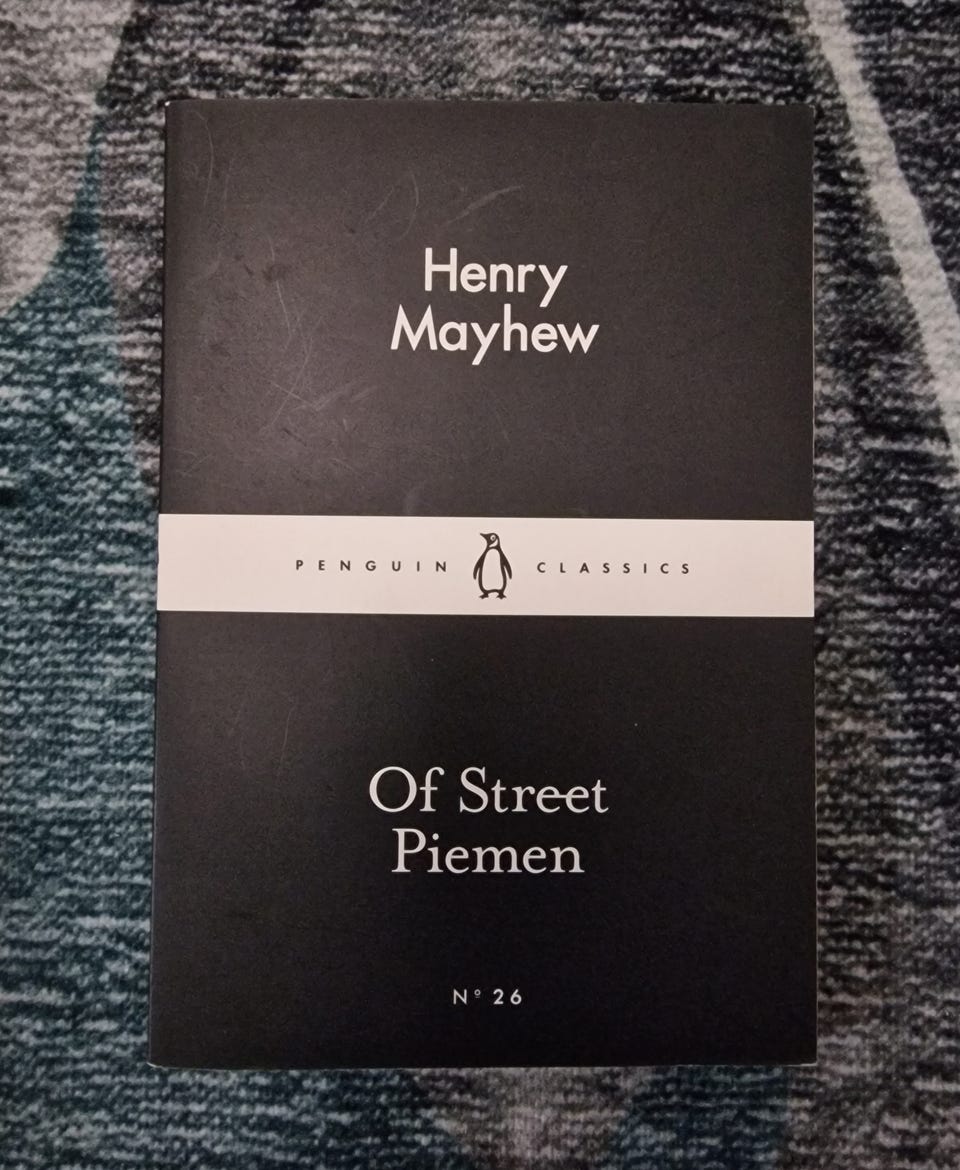 Henry
Mayhew
PENGUIN CLASSICS
Of Street
Piemen
Nº 26